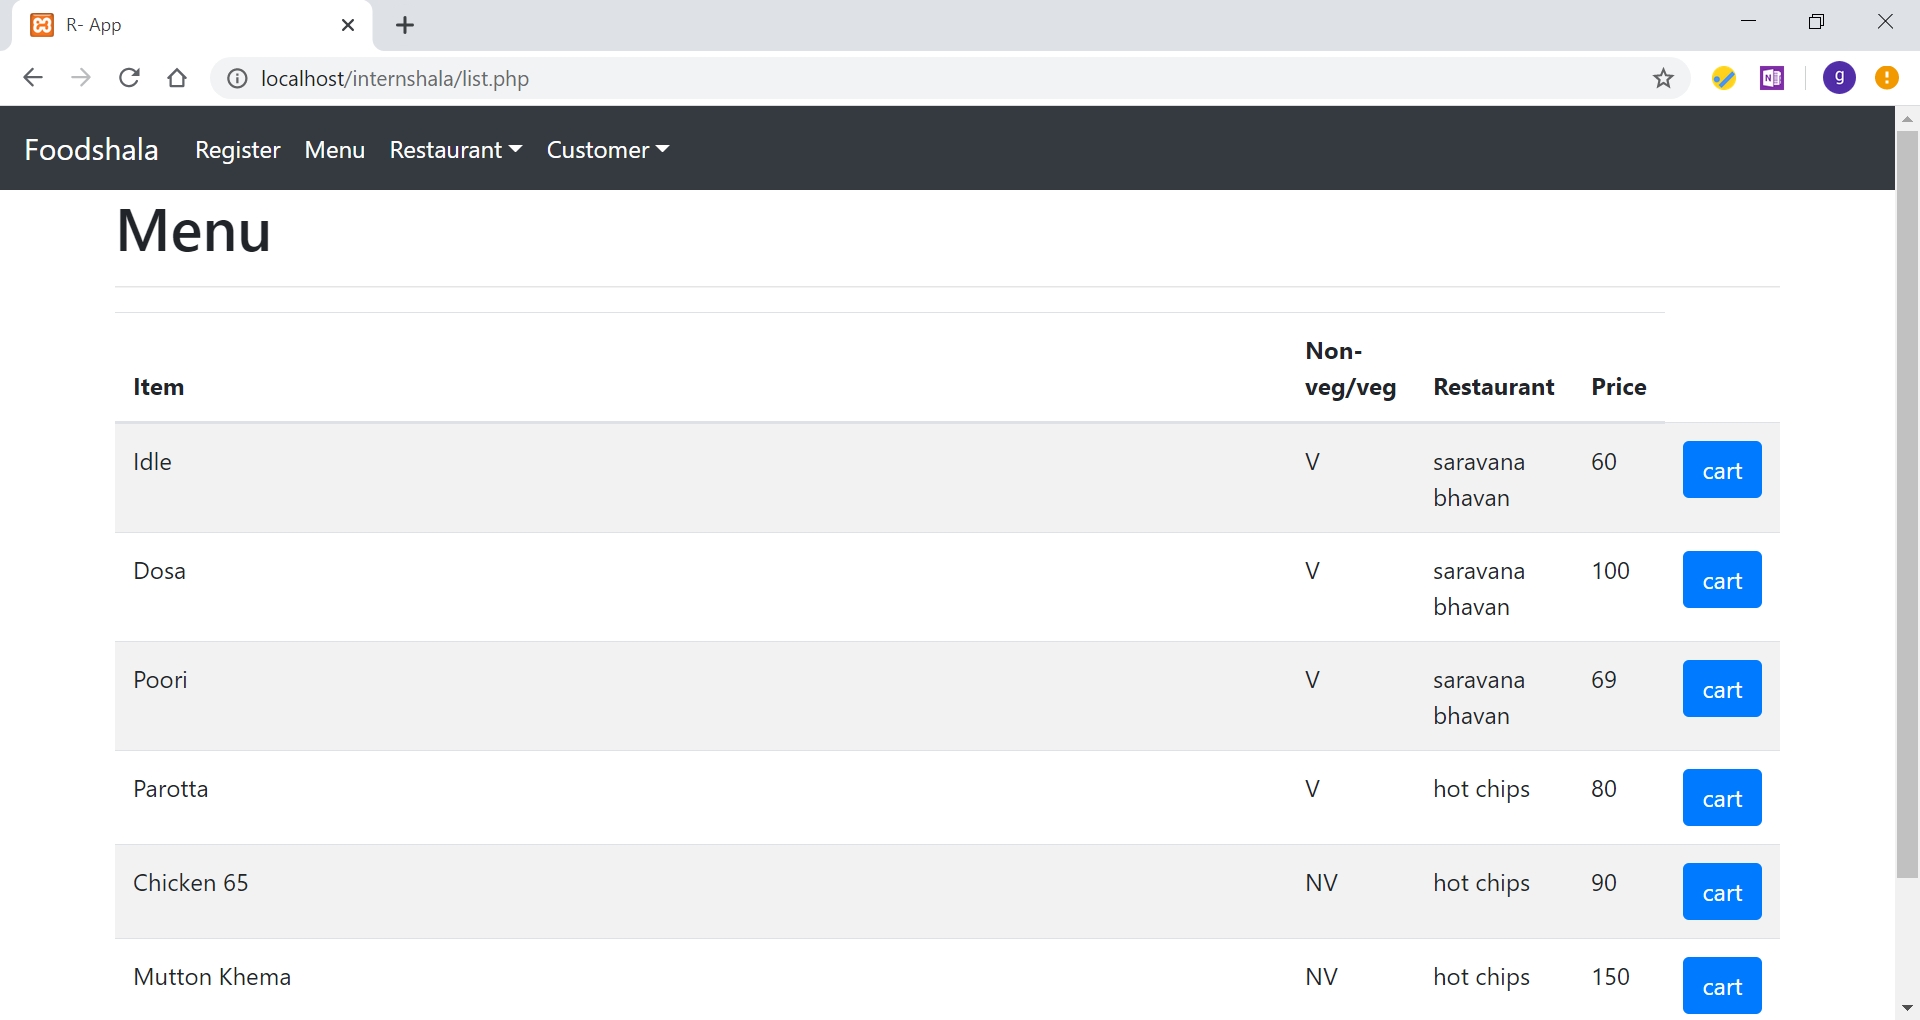 R- App
localhost/internshala/list.php
g
Foodshala Register Menu Restaurant Customer
Menu
Item Non-veg/veg Restaurant Price
Idle V saravana bhavan 60 cart
Dosa V saravana bhavan 100 cart
Poori V saravana bhavan 69 cart
Parotta V hot chips 80 cart
Chicken 65 NV hot chips 90 cart
Mutton Khema NV hot chips 150 cart